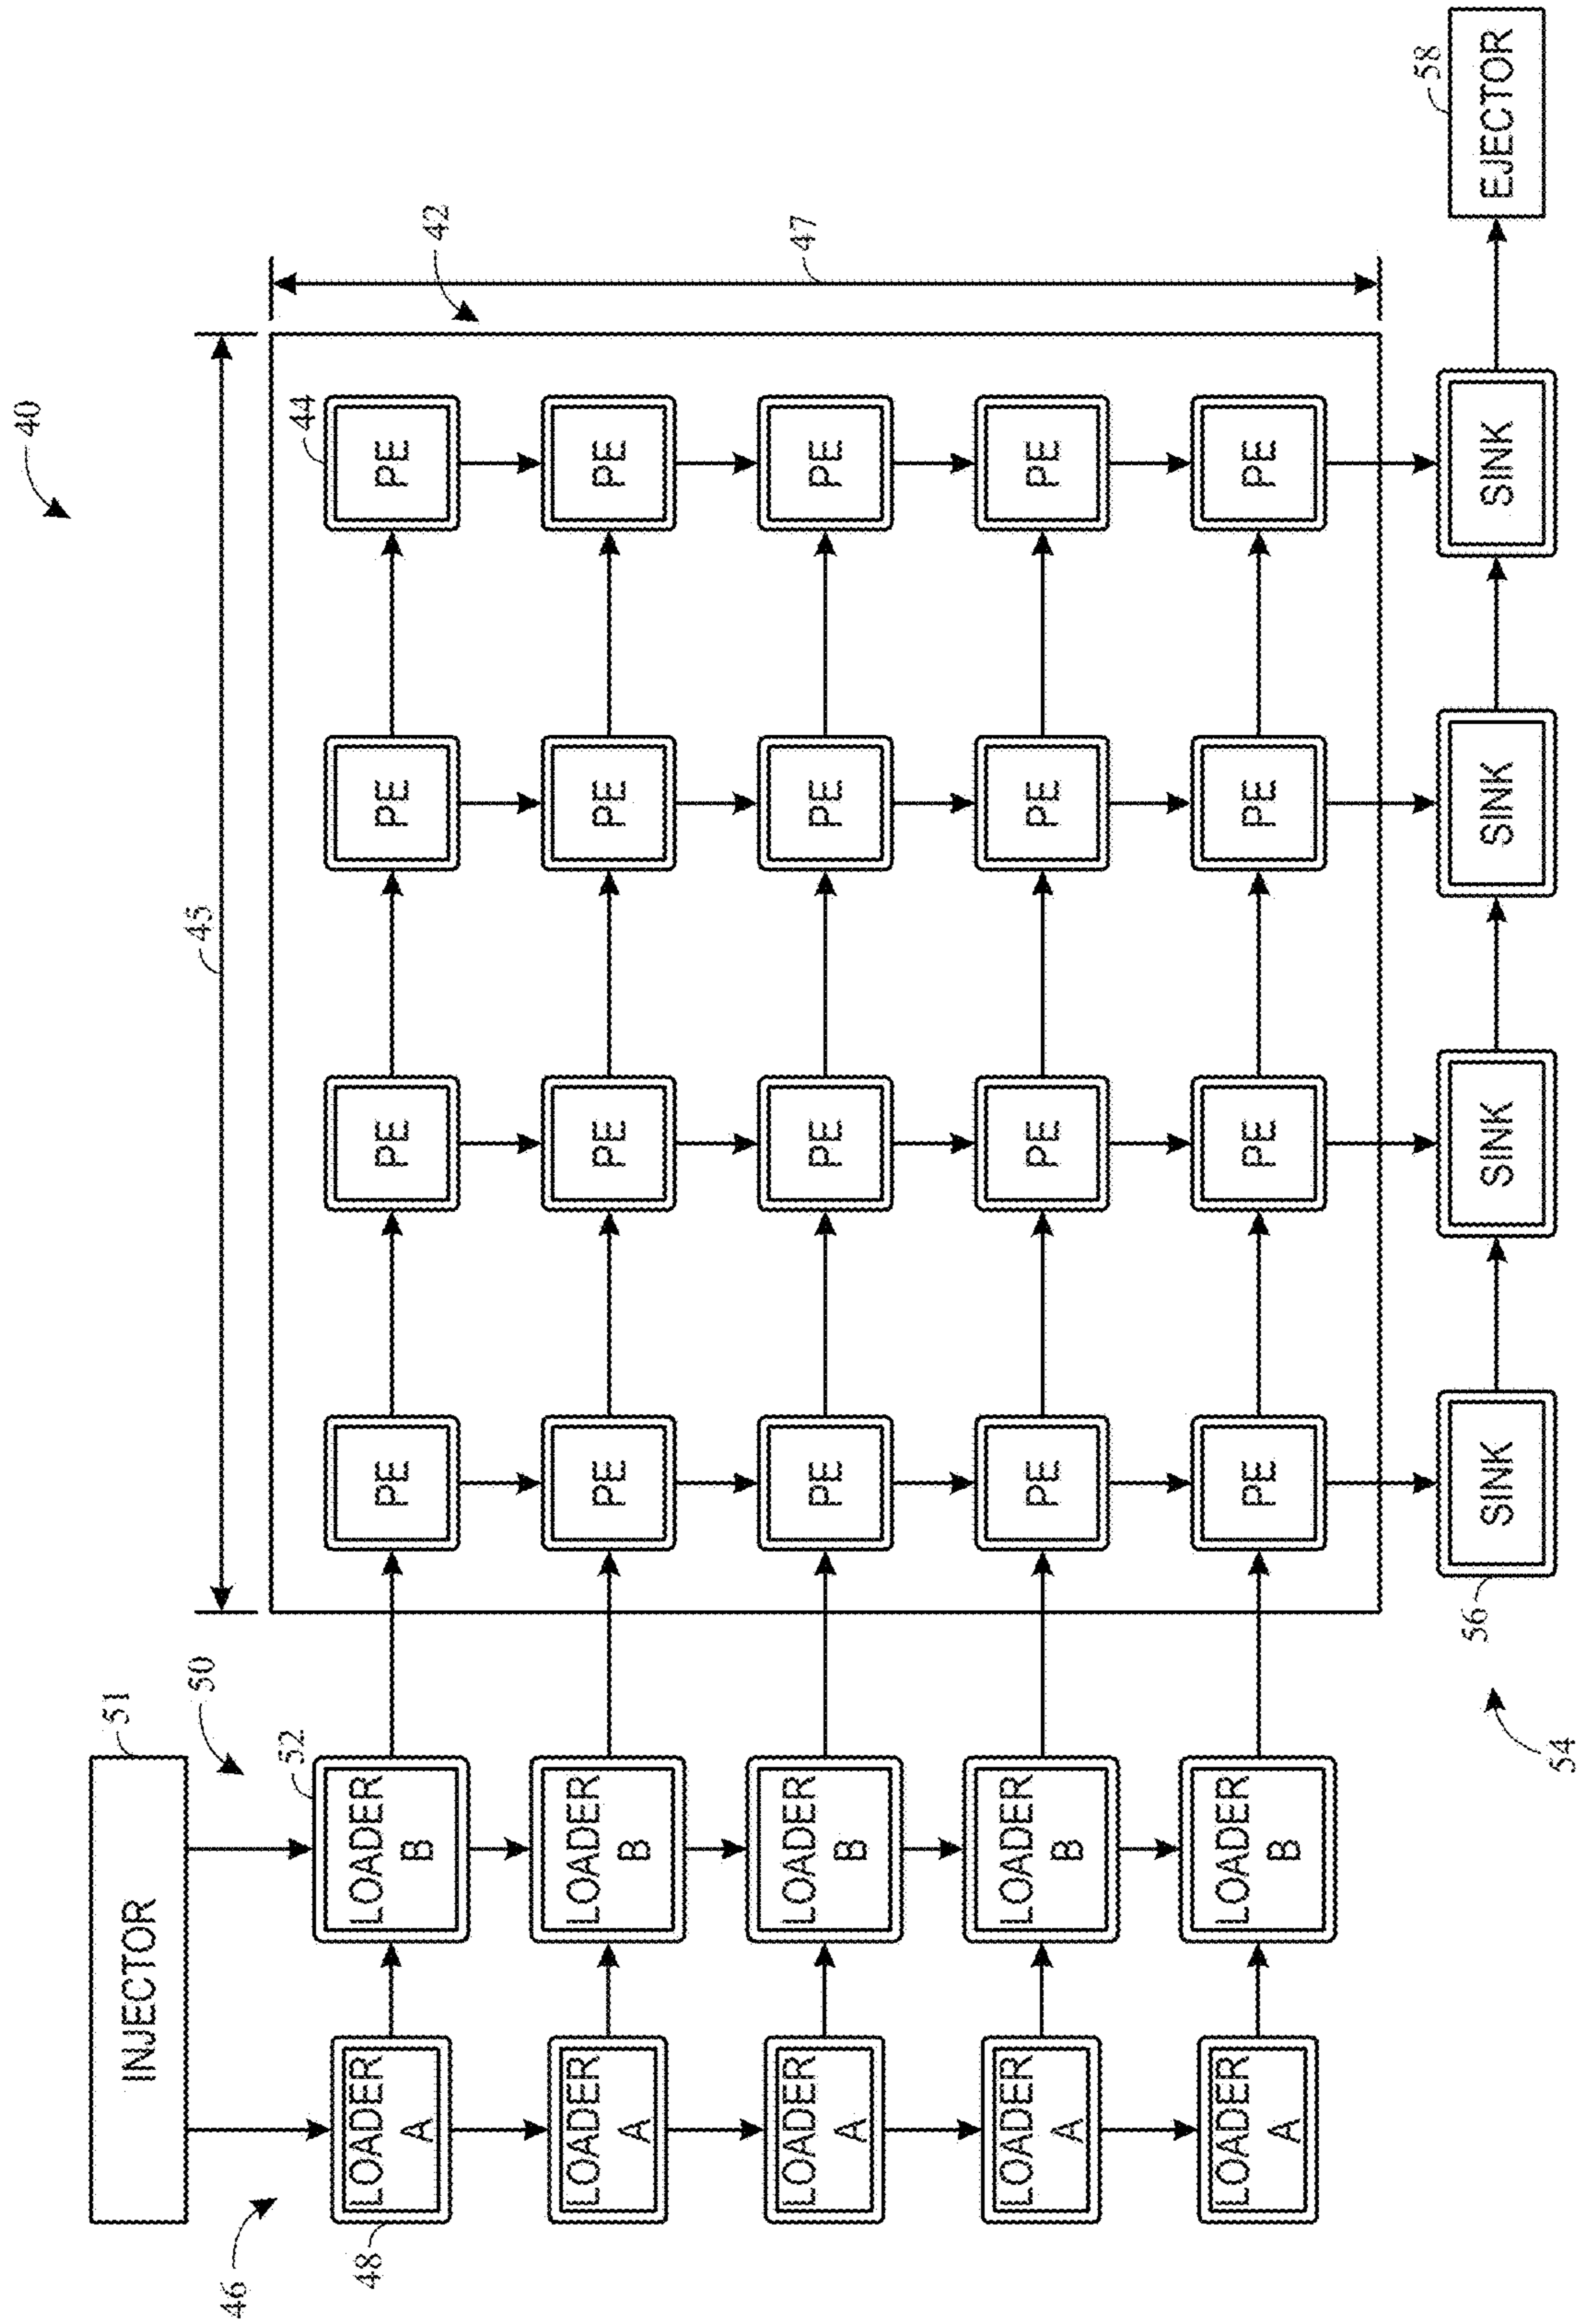 40
51
INJECTOR
45
50
46
52
44
48
LOADER
A
LOADER
B
PE
PE
PE
PE
42
LOADER
A
LOADER
B
PE
PE
PE
PE
LOADER
A
LOADER
B
PE
PE
PE
PE
47
LOADER
A
LOADER
B
PE
PE
PE
PE
LOADER
A
LOADER
B
PE
PE
PE
PE
58
56
SINK
SINK
SINK
SINK
EJECTOR
54